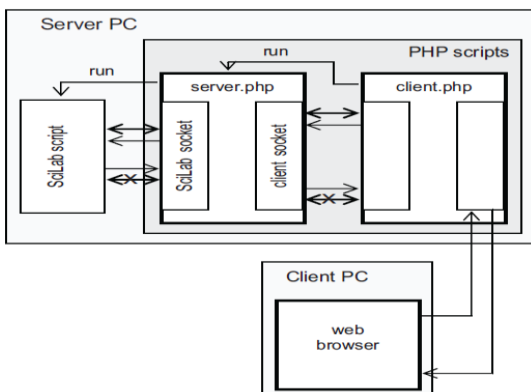 Server PC
PHP scripts
run
run
server.php
client.php
SciLab script
SciLab socket
client socket
Client PC
web
browser